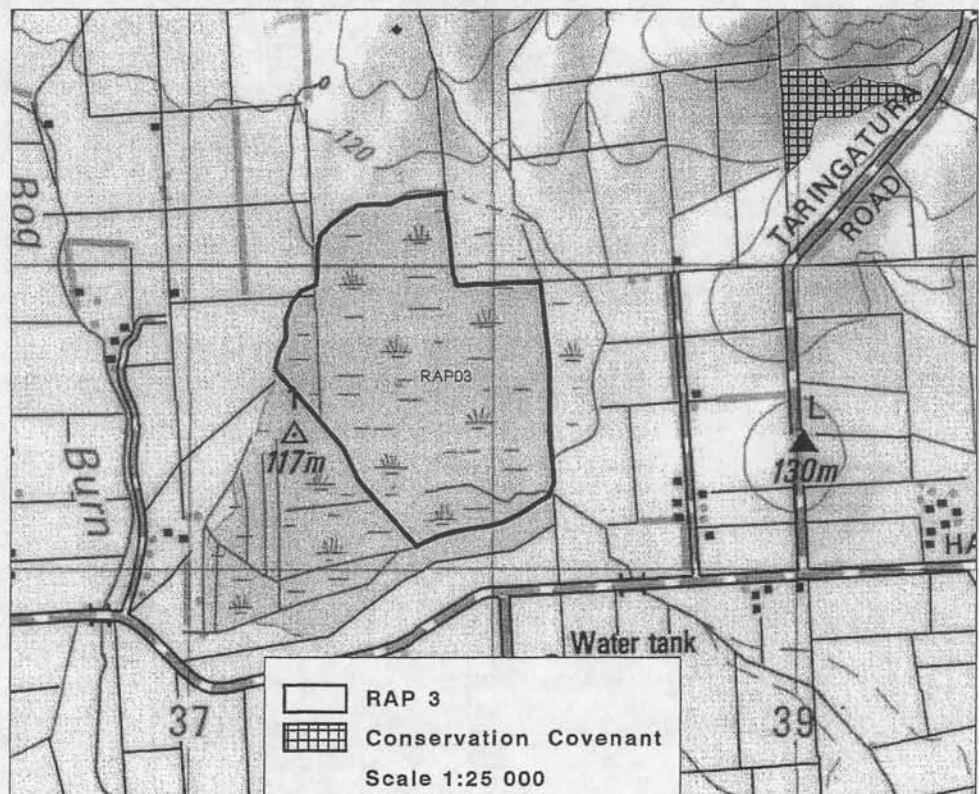 120
TARINGATURA
ROAD
Bog
Burn
RAP03
117m
L
130m
HA
Water tank
37
39
RAP 3
Conservation Covenant
Scale 1:25 000